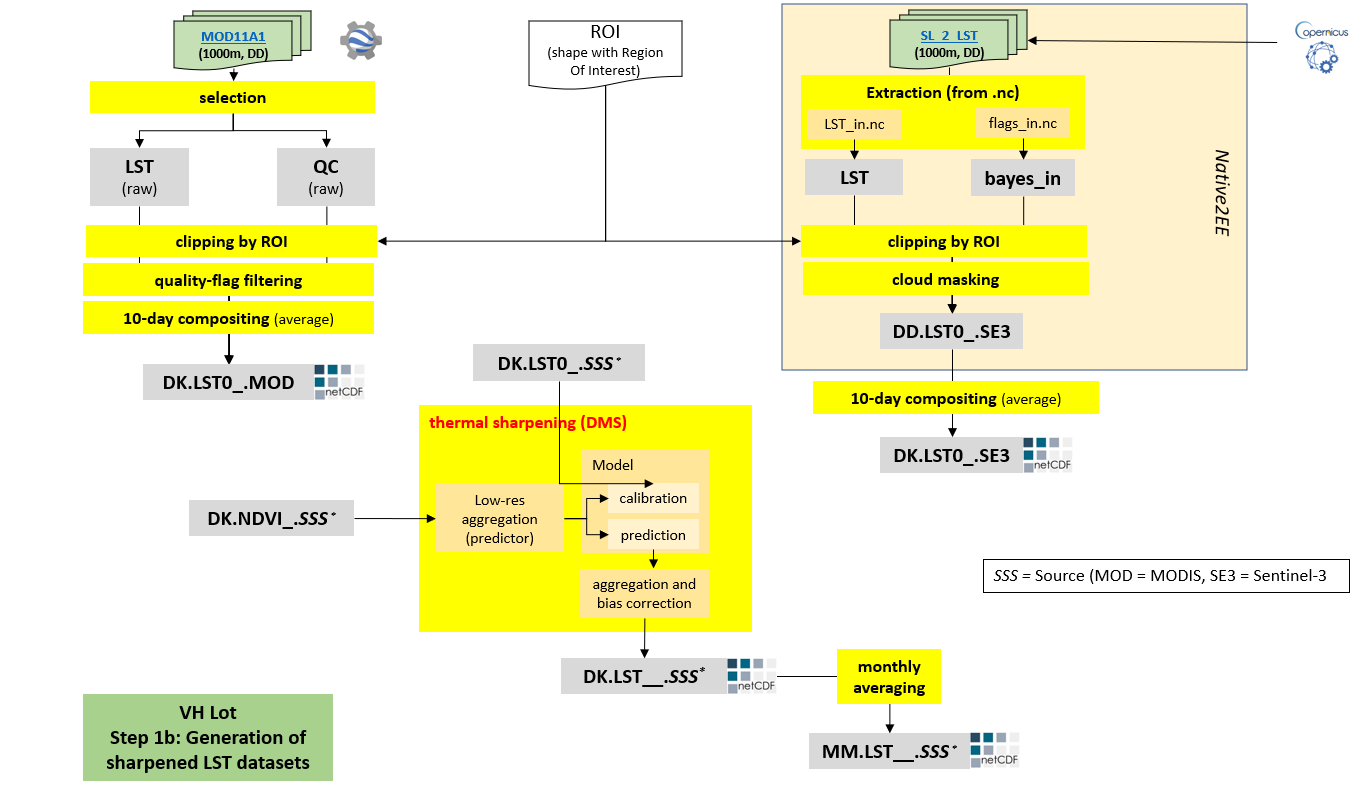 MOD11A1
(1000m, DD)
selection
LST
(raw)
QC
(raw)
clipping by ROI
quality-flag filtering
10-day compositing (average)
DK.LST0_.MOD
netCDF
ROI
(shape with Region
Of Interest)
SL_2_LST
(1000m, DD)
Copernicus
Extraction (from .nc)
LST_in.nc
flags_in.nc
LST
bayes_in
Native2EE
clipping by ROI
cloud masking
DD.LST0_.SE3
10-day compositing (average)
DK.LST0_.SE3
netCDF
DK.LST0_.SSS*
thermal sharpening (DMS)
Model
DK.NDVI_.SSS*
Low-res
aggregation
(predictor)
calibration
prediction
aggregation and
bias correction
SSS = Source (MOD = MODIS, SE3 = Sentinel-3
DK.LST__.SSS*
netCDF
monthly
averaging
MM.LST__.SSS*
netCDF
VH Lot
Step 1b: Generation of
sharpened LST datasets